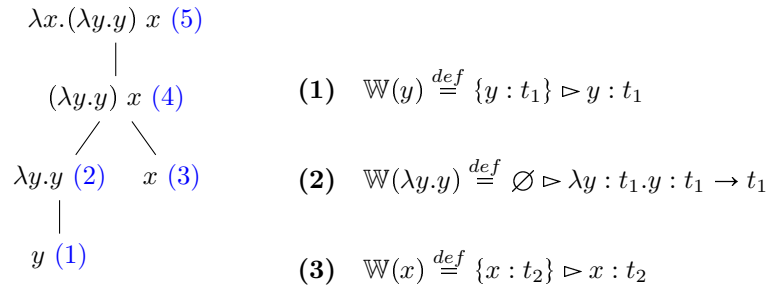 λx.(λy.y) x (5)
(λy.y) x (4)
λy.y (2) x (3)
y (1)
(1) 𝕎(y) ≝ {y : t₁} ▷ y : t₁
(2) 𝕎(λy.y) ≝ ∅ ▷ λy : t₁.y : t₁ → t₁
(3) 𝕎(x) ≝ {x : t₂} ▷ x : t₂